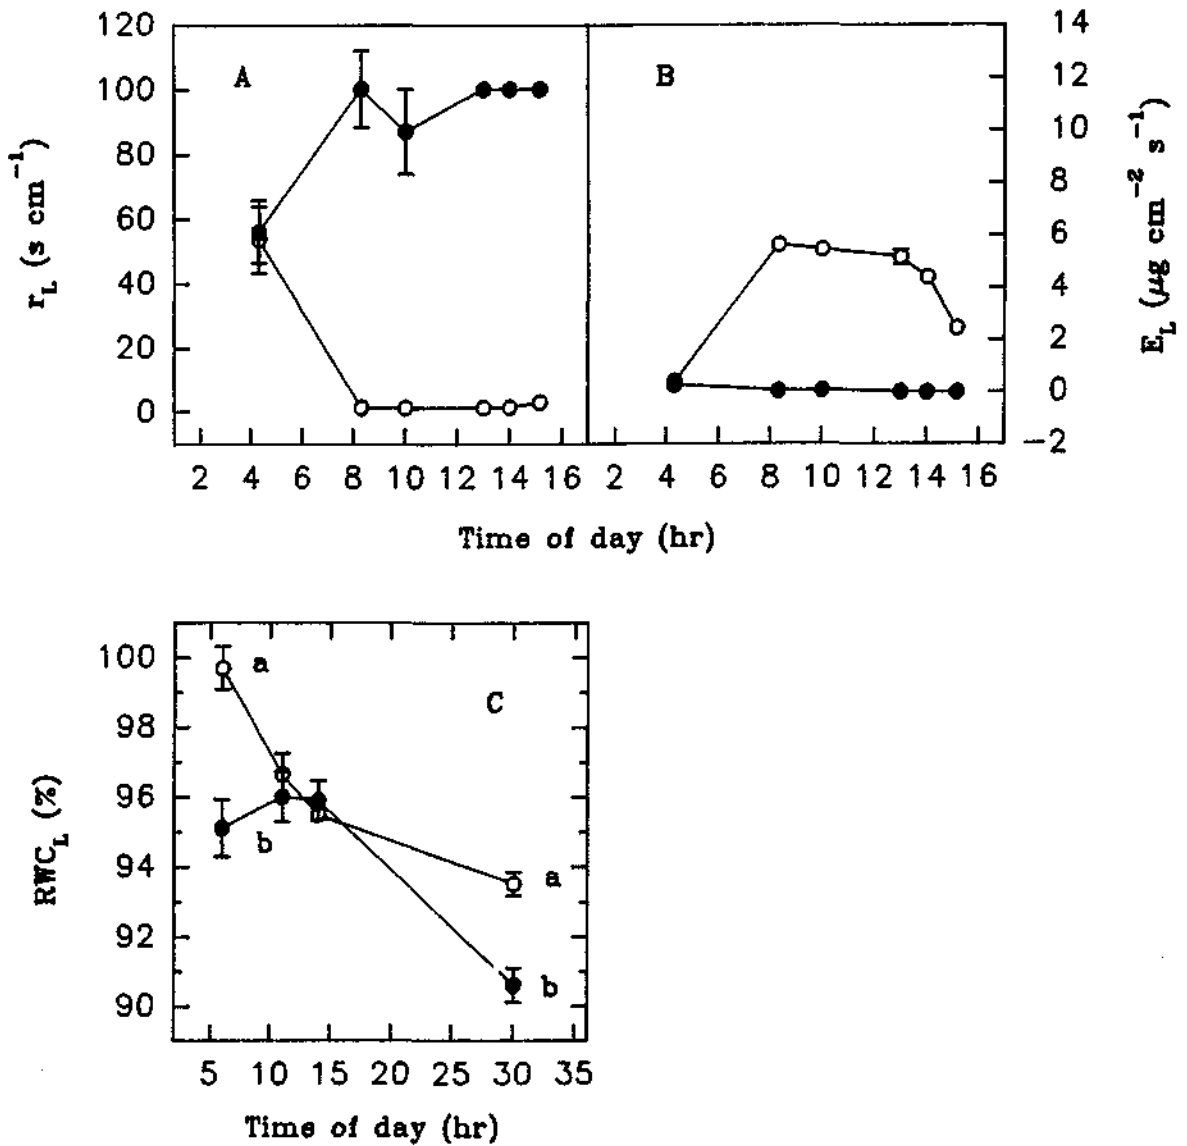 120
100
80
60
40
20
0
r_L (s cm⁻¹)
A
B
14
12
10
8
6
4
2
0
−2
E_L (μg cm⁻² s⁻¹)
2 4 6 8 10 12 14 16 2 4 6 8 10 12 14 16
Time of day (hr)
100
98
96
94
92
90
RWC_L (%)
a
C
b
a
b
5 10 15 20 25 30 35
Time of day (hr)